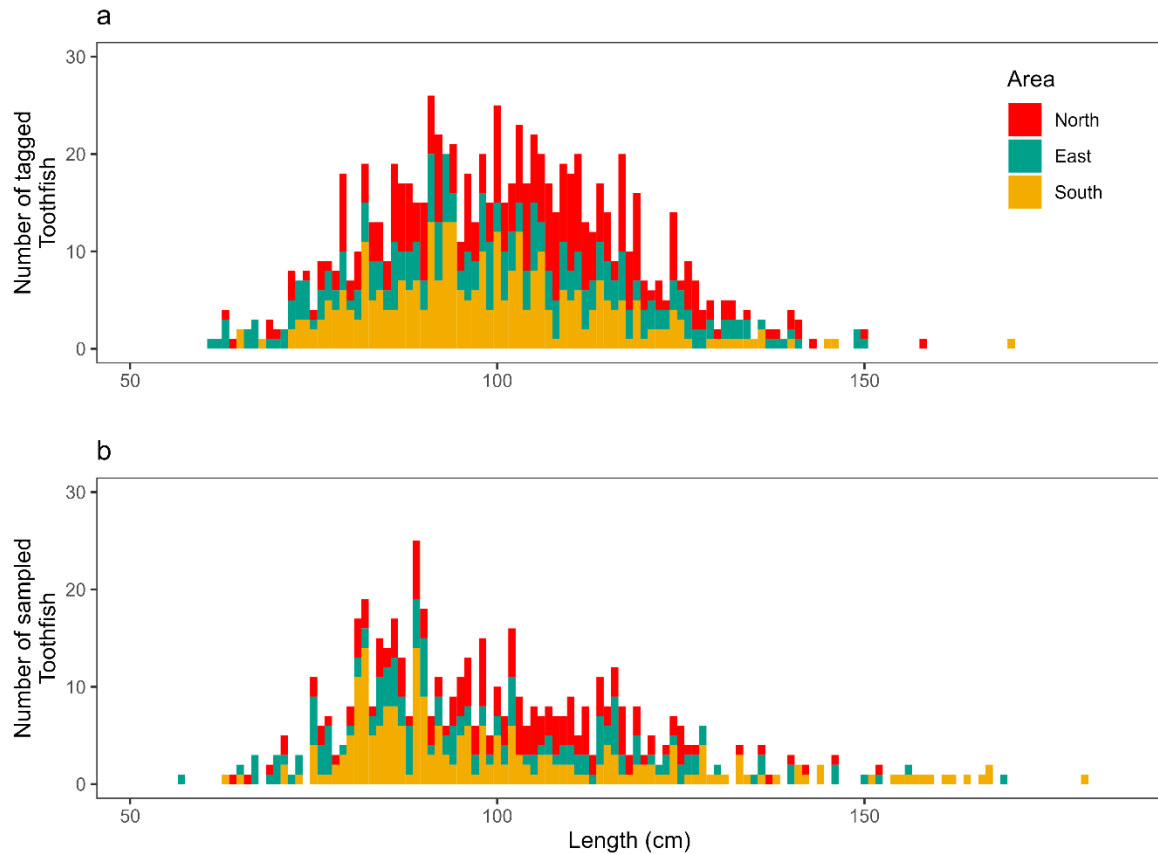 a
30
20
10
0
Number of tagged
Toothfish
Area
North
East
South
50
100
150
b
30
20
10
0
Number of sampled
Toothfish
50
100
150
Length (cm)